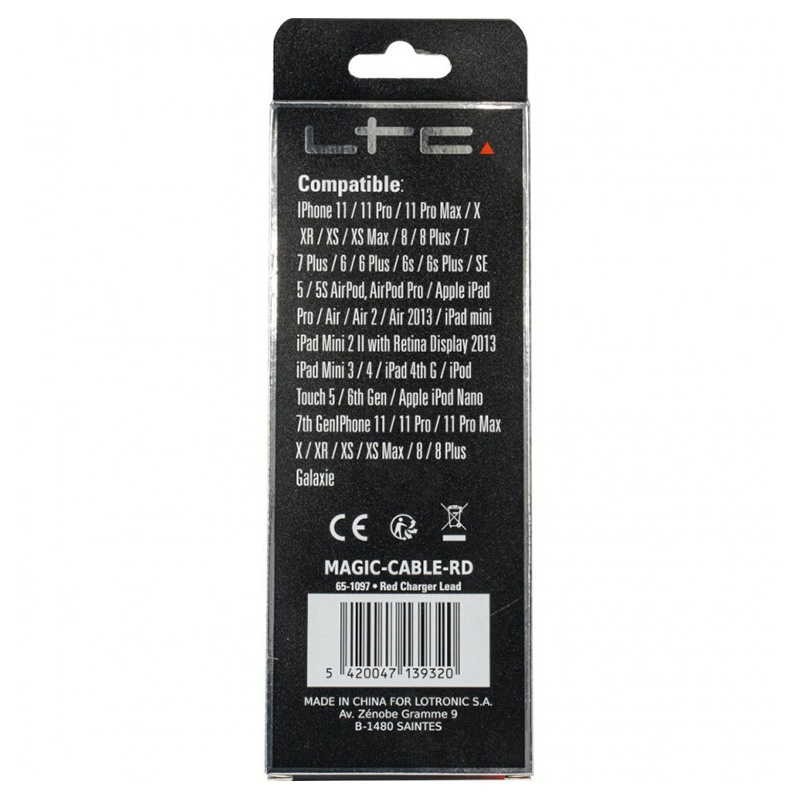 LTC
Compatible:
IPhone 11 / 11 Pro / 11 Pro Max / X
XR / XS / XS Max / 8 / 8 Plus / 7
7 Plus / 6 / 6 Plus / 6s / 6s Plus / SE
5 / 5S AirPod, AirPod Pro / Apple iPad
Pro / Air / Air 2 / Air 2013 / iPad mini
iPad Mini 2 II with Retina Display 2013
iPad Mini 3 / 4 / iPad 4th G / iPod
Touch 5 / 6th Gen / Apple iPod Nano
7th GenIPhone 11 / 11 Pro / 11 Pro Max
X / XR / XS / XS Max / 8 / 8 Plus
Galaxie
CE
MAGIC-CABLE-RD
65-1097 • Red Charger Lead
5 420047 139320
MADE IN CHINA FOR LOTRONIC S.A.
Av. Zénobe Gramme 9
B-1480 SAINTES